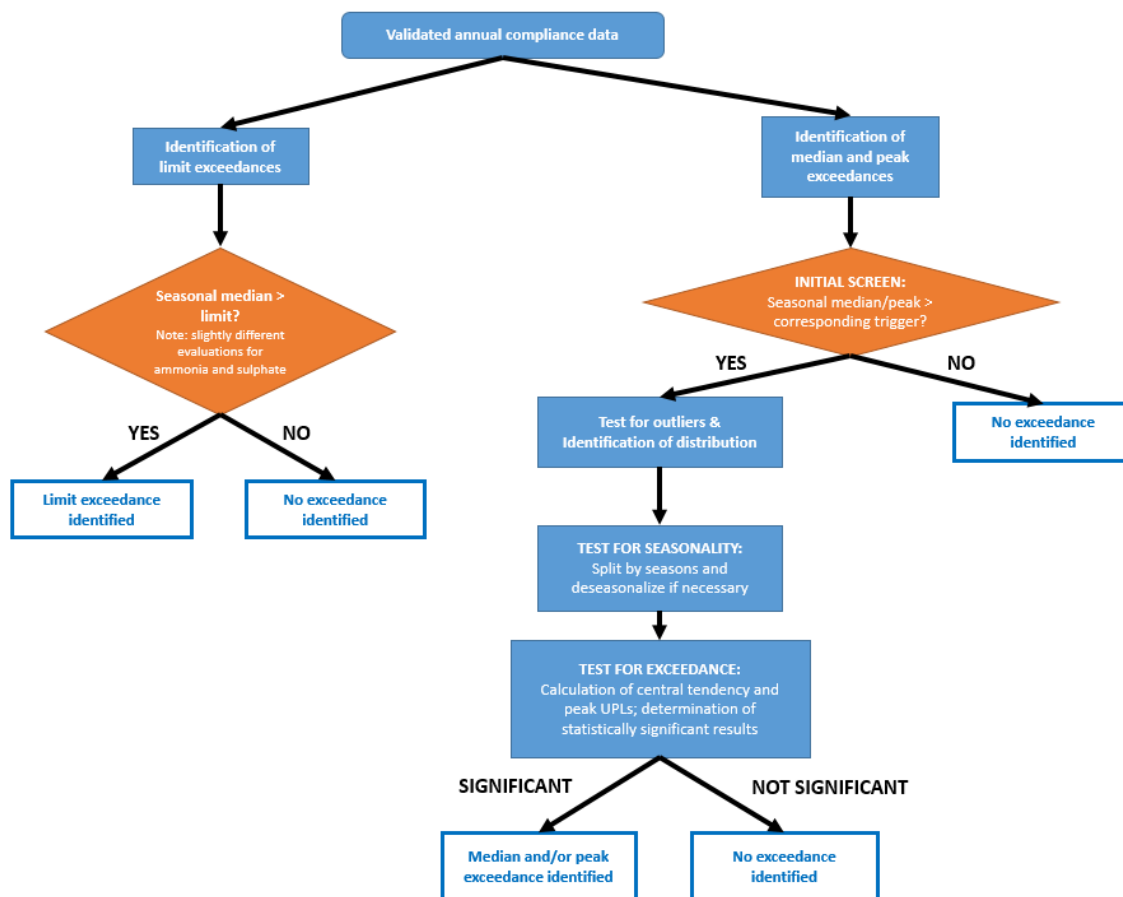 Validated annual compliance data
Identification of
limit exceedances
Identification of
median and peak
exceedances
Seasonal median >
limit?
Note: slightly different
evaluations for
ammonia and sulphate
INITIAL SCREEN:
Seasonal median/peak >
corresponding trigger?
YES
NO
YES
NO
Test for outliers &
Identification of distribution
No exceedance
identified
Limit exceedance
identified
No exceedance
identified
TEST FOR SEASONALITY:
Split by seasons and
deseasonalize if necessary
TEST FOR EXCEEDANCE:
Calculation of central tendency and
peak UPLs; determination of
statistically significant results
SIGNIFICANT
NOT SIGNIFICANT
Median and/or peak
exceedance identified
No exceedance
identified